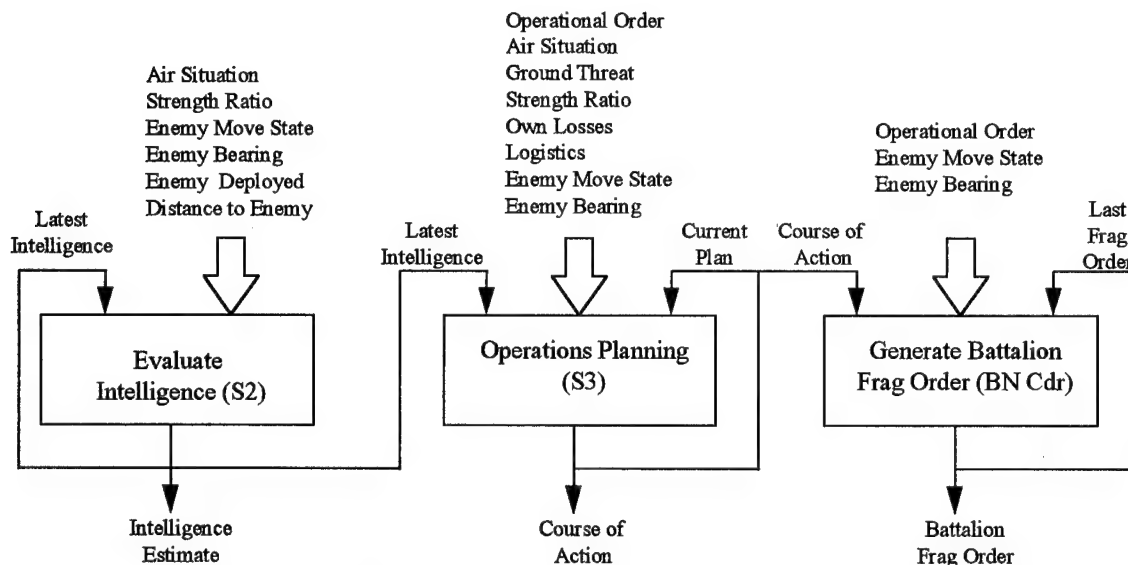 Air Situation
Strength Ratio
Enemy Move State
Enemy Bearing
Enemy Deployed
Distance to Enemy
Latest
Intelligence
Evaluate
Intelligence (S2)
Intelligence
Estimate
Operational Order
Air Situation
Ground Threat
Strength Ratio
Own Losses
Logistics
Enemy Move State
Enemy Bearing
Latest
Intelligence
Current
Plan
Operations Planning
(S3)
Course of
Action
Operational Order
Enemy Move State
Enemy Bearing
Course of
Action
Last
Frag
Order
Generate Battalion
Frag Order (BN Cdr)
Battalion
Frag Order